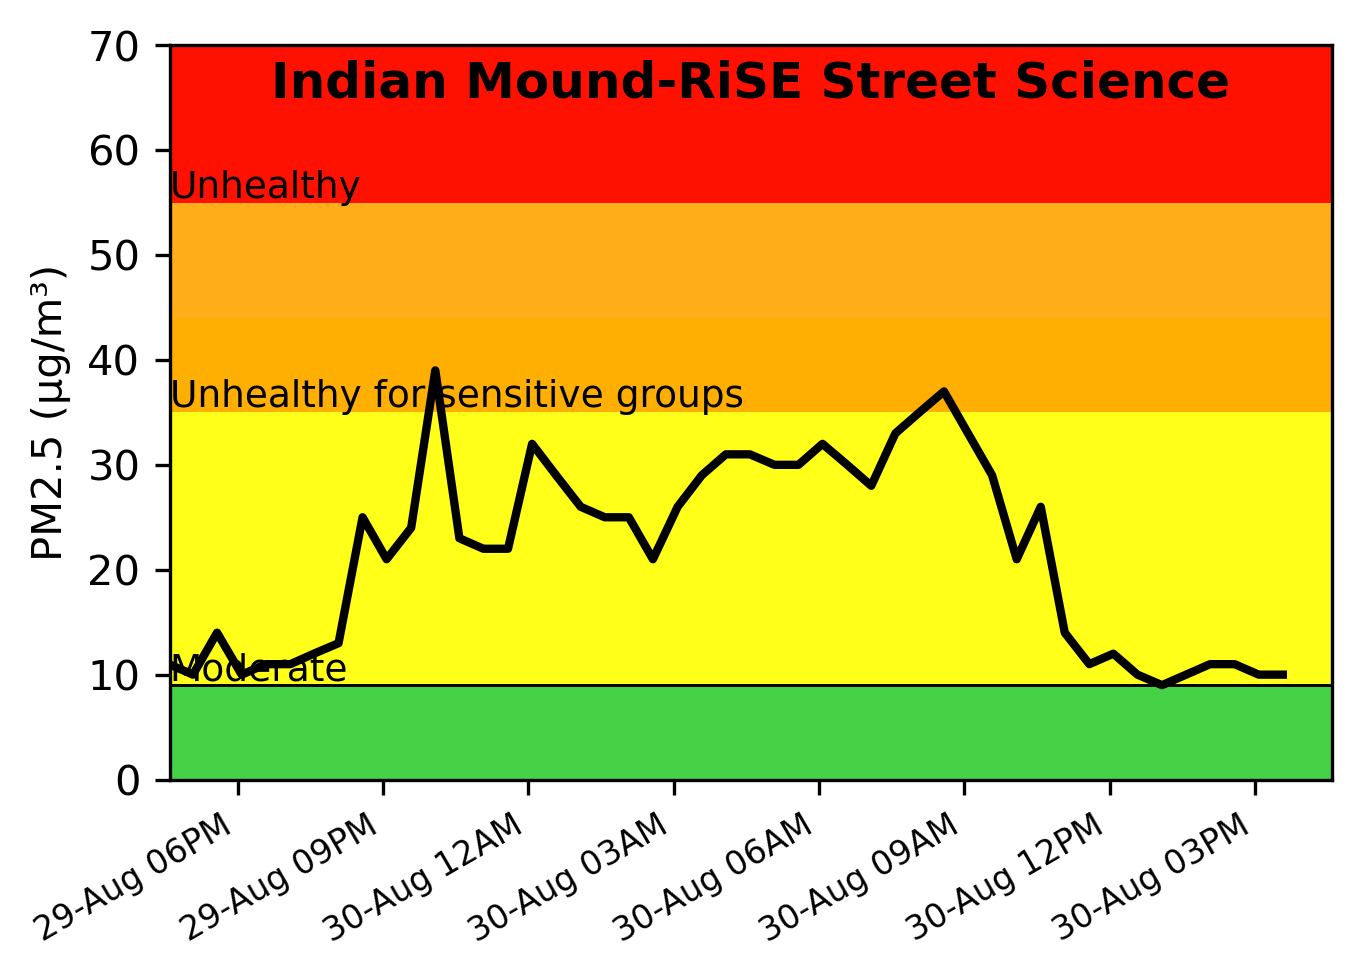 Indian Mound-RiSE Street Science
70
60
Unhealthy
50
40
Unhealthy for sensitive groups
30
20
Moderate
10
0
PM2.5 (µg/m³)
29-Aug 06PM
29-Aug 09PM
30-Aug 12AM
30-Aug 03AM
30-Aug 06AM
30-Aug 09AM
30-Aug 12PM
30-Aug 03PM